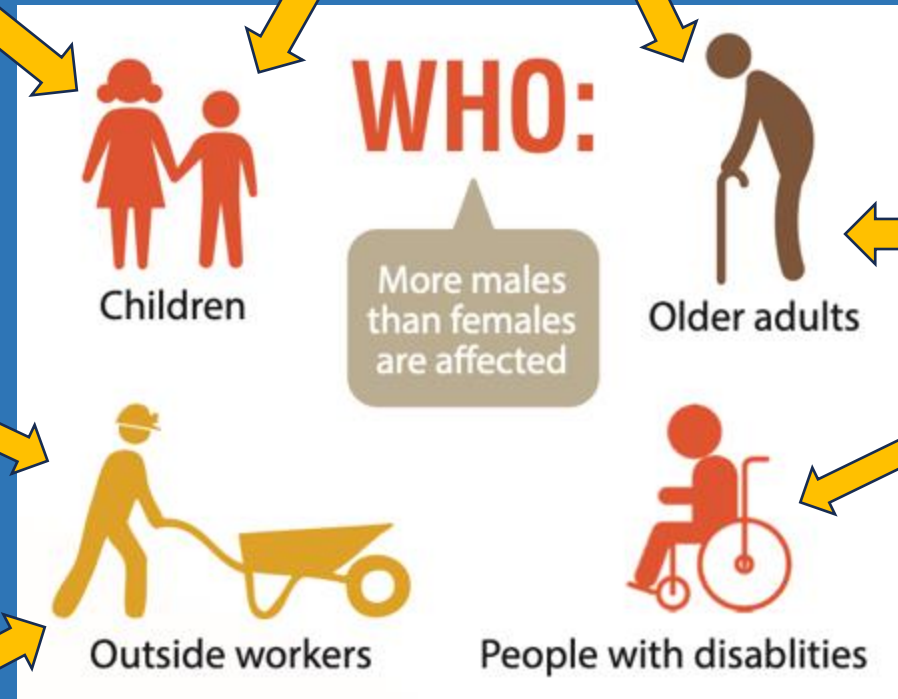 WHO:
More males
than females
are affected
Children
Older adults
Outside workers
People with disablities